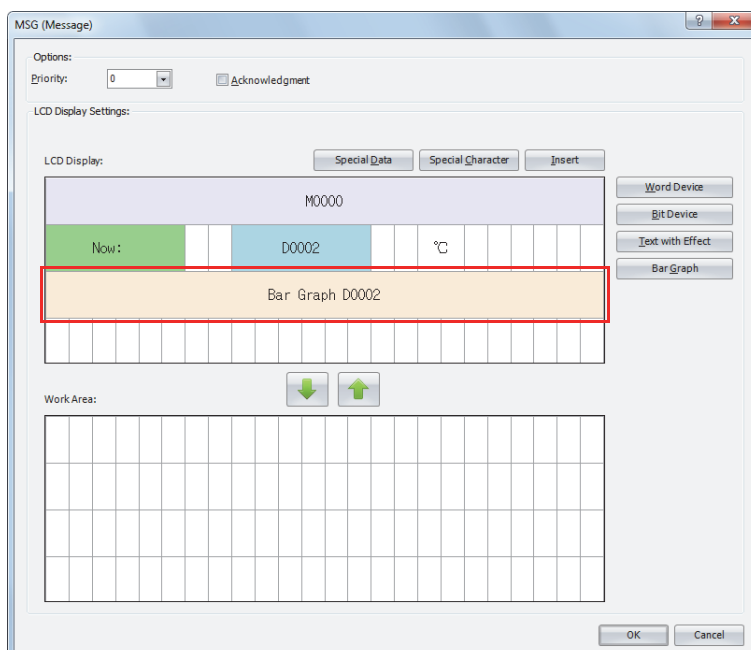 MSG (Message)
Options:
Priority: 0 Acknowledgment
LCD Display Settings:
LCD Display: Special Data Special Character Insert
M0000
Word Device
Bit Device
Now: D0002 ℃
Text with Effect
Bar Graph
Bar Graph D0002
Work Area:
OK Cancel